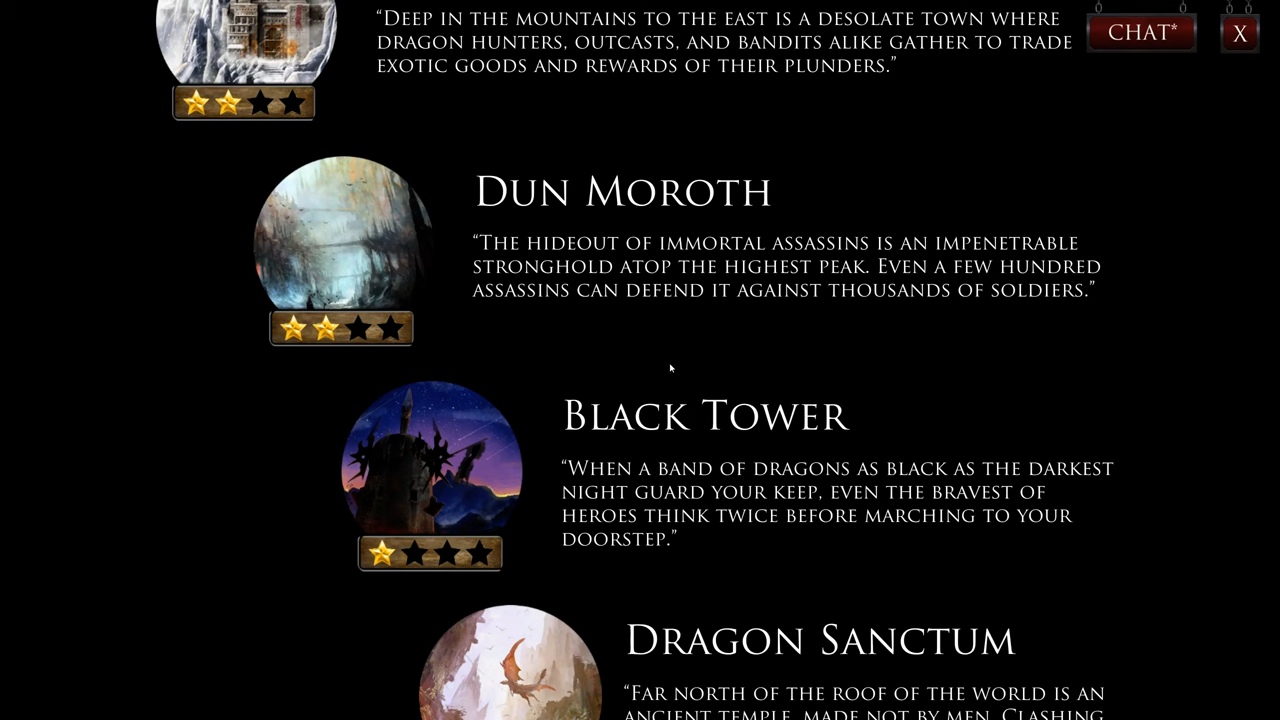 “Deep in the mountains to the east is a desolate town where
dragon hunters, outcasts, and bandits alike gather to trade
exotic goods and rewards of their plunders.”
CHAT*
X
Dun Moroth
“The hideout of immortal assassins is an impenetrable
stronghold atop the highest peak. Even a few hundred
assassins can defend it against thousands of soldiers.”
Black Tower
“When a band of dragons as black as the darkest
night guard your keep, even the bravest of
heroes think twice before marching to your
doorstep.”
Dragon Sanctum
“Far north of the roof of the world is an
ancient temple, made not by men. Clashing